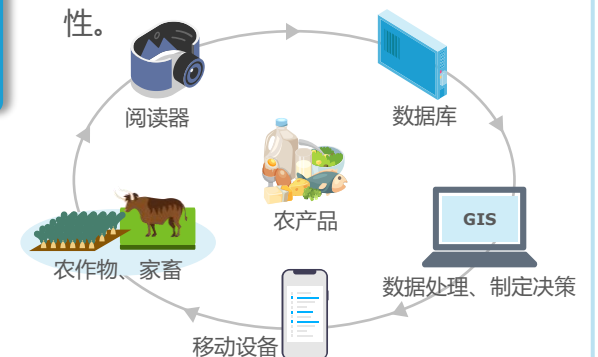 性。
阅读器
数据库
农产品
GIS
农作物、家畜
数据处理、制定决策
移动设备